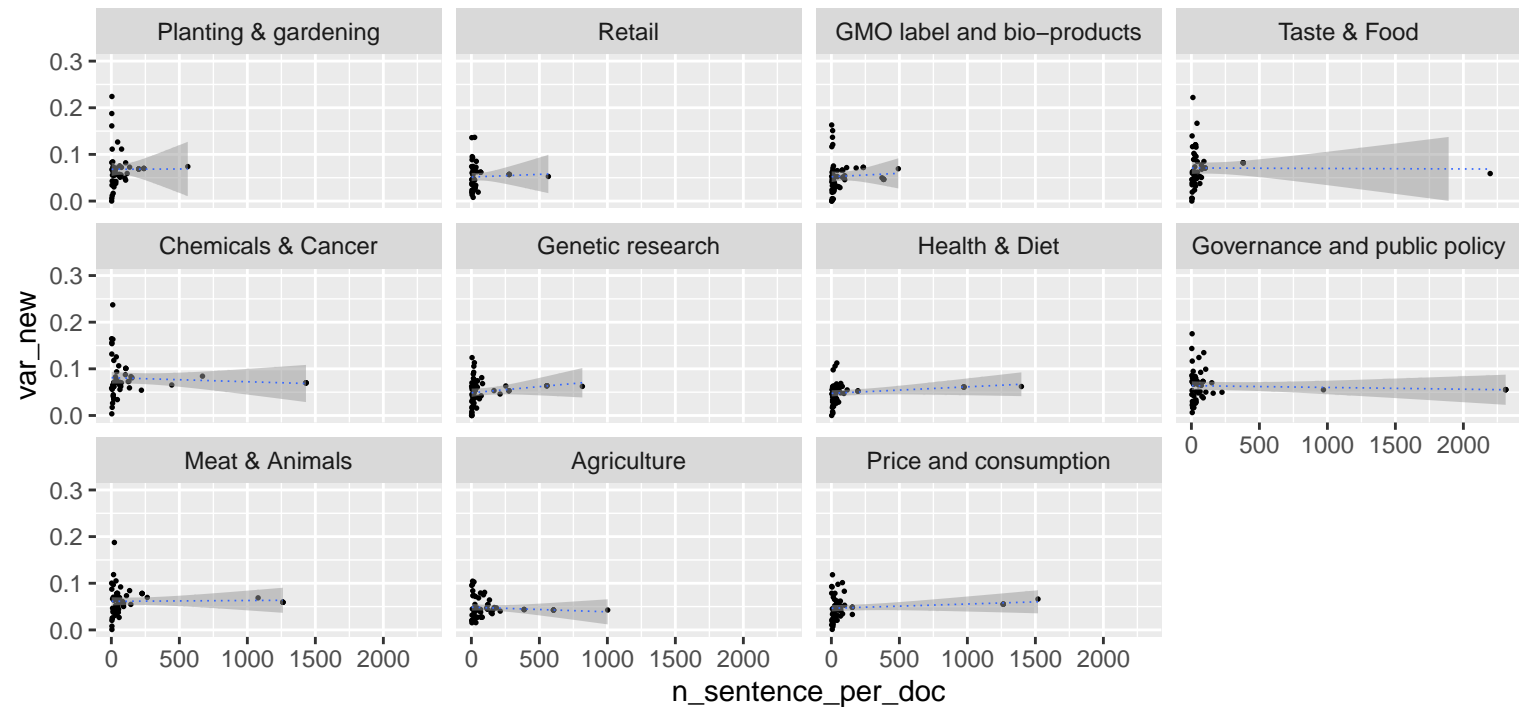 Planting & gardening
Retail
GMO label and bio−products
Taste & Food
0.3
0.2
0.1
0.0
Chemicals & Cancer
Genetic research
Health & Diet
Governance and public policy
0.3
0.2
0.1
0.0
var_new
0 500 1000 1500 2000
Meat & Animals
Agriculture
Price and consumption
0.3
0.2
0.1
0.0
0 500 1000 1500 2000
0 500 1000 1500 2000
0 500 1000 1500 2000
n_sentence_per_doc